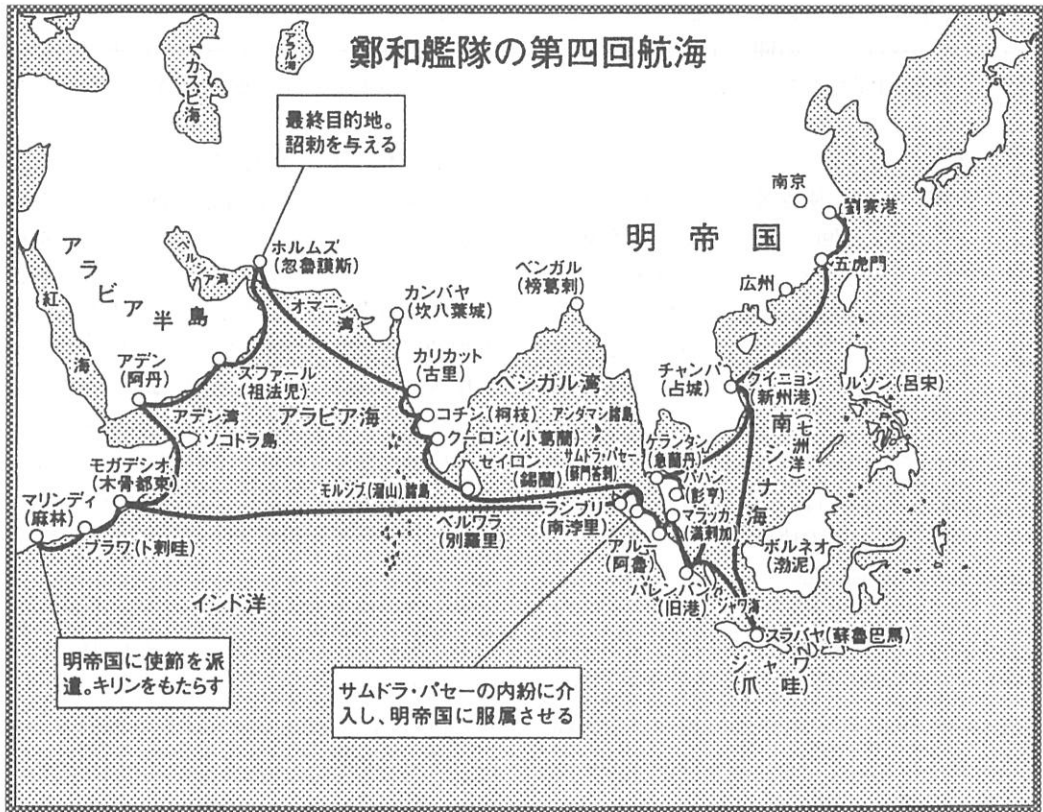 鄭和艦隊の第四回航海
カスピ海
アラル海
最終目的地。
詔勅を与える
南京
劉家港
明帝国
五虎門
広州
ホルムズ
(忽魯謨斯)
ペルシア湾
アラビア半島
紅海
オマーン湾
カンバヤ
(坎八葉城)
ベンガル
(榜葛刺)
アデン
(阿丹)
ズファール
(祖法児)
アデン湾
アラビア海
ソコトラ島
カリカット
(古里)
コチン(柯枝)
クーロン(小葛蘭)
セイロン
(錫蘭)
ベンガル湾
アンダマン諸島
サムドラ・パセー
(蘇門答剌)
チャンパ
(占城)
クイニョン
(新州港)
ルソン(呂宋)
南シナ海
(七洲洋)
ケランタン
(急蘭丹)
パハン
(彭亨)
マラッカ
(満剌加)
モガデシオ
(木骨都束)
マリンディ
(麻林)
ブラワ(卜剌哇)
モルジブ(溜山)諸島
ベルワラ
(別羅里)
ランブリ
(南浡里)
アルー
(阿魯)
パレンバン
(旧港)
ボルネオ
(渤泥)
ジャワ海
スラバヤ(蘇魯巴馬)
ジャワ
(爪哇)
インド洋
明帝国に使節を派
遣。キリンをもたらす
サムドラ・パセーの内紛に介
入し、明帝国に服属させる